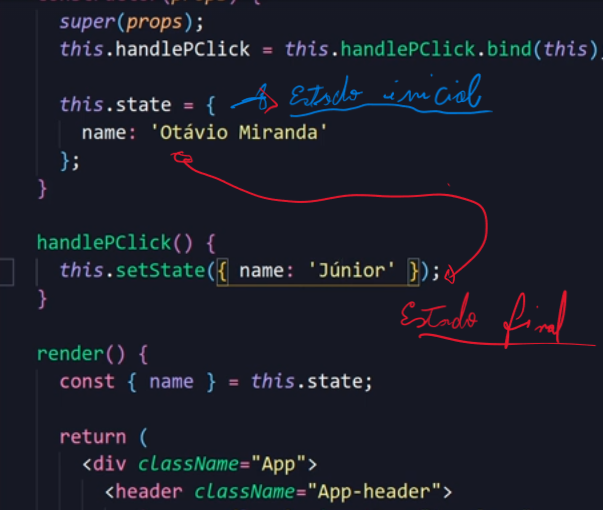 constructor(props) {
super(props);
this.handlePClick = this.handlePClick.bind(this)
this.state = { Estado inicial
name: 'Otávio Miranda'
};
}
handlePClick() {
this.setState({ name: 'Júnior' });
}
Estado final
render() {
const { name } = this.state;
return (
<div className="App">
<header className="App-header">